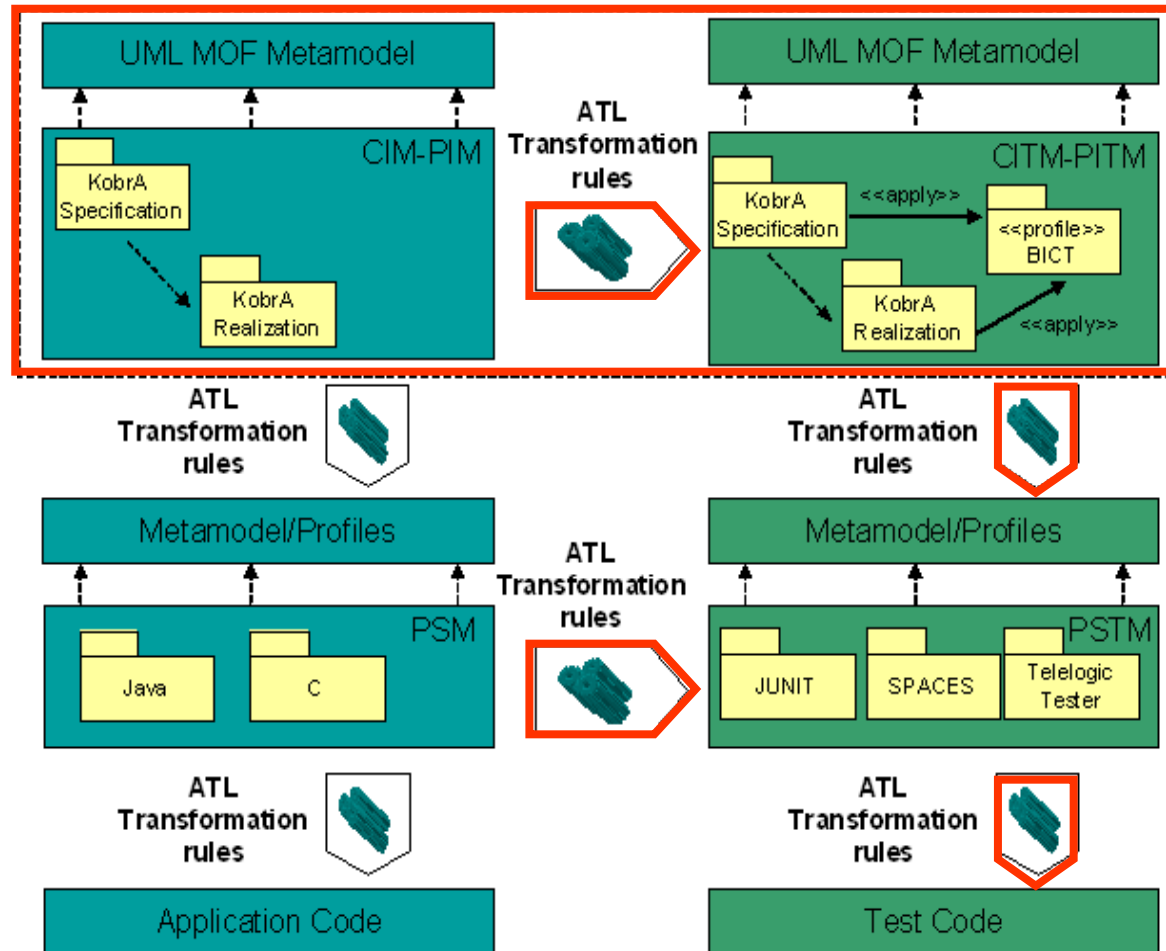 UML MOF Metamodel
UML MOF Metamodel
ATL
Transformation
rules
CIM-PIM
KobrA
Specification
KobrA
Realization
CITM-PITM
KobrA
Specification
<<apply>>
<<profile>>
BICT
KobrA
Realization
<<apply>>
ATL
Transformation
rules
ATL
Transformation
rules
Metamodel/Profiles
Metamodel/Profiles
ATL
Transformation
rules
PSM
Java
C
PSTM
JUNIT
SPACES
Telelogic
Tester
ATL
Transformation
rules
ATL
Transformation
rules
Application Code
Test Code